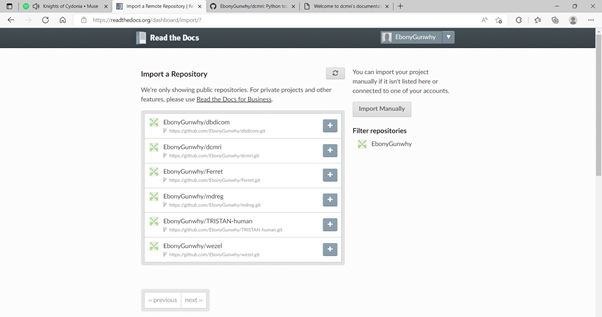 Knights of Cydonia • Muse
Import a Remote Repository | R
EbonyGunwhy/dcmri: Python to
Welcome to dcmri's documentati
https://readthedocs.org/dashboard/import/?
Read the Docs
EbonyGunwhy
Import a Repository
We're only showing public repositories. For private projects and other
features, please use Read the Docs for Business.
EbonyGunwhy/dbdicom
https://github.com/EbonyGunwhy/dbdicom.git
EbonyGunwhy/dcmri
https://github.com/EbonyGunwhy/dcmri.git
EbonyGunwhy/Ferret
https://github.com/EbonyGunwhy/Ferret.git
EbonyGunwhy/mdreg
https://github.com/EbonyGunwhy/mdreg.git
EbonyGunwhy/TRISTAN-human
https://github.com/EbonyGunwhy/TRISTAN-human.git
EbonyGunwhy/wezel
https://github.com/EbonyGunwhy/wezel.git
‹‹ previous
next ››
You can import your project
manually if it isn't listed here or
connected to one of your accounts.
Import Manually
Filter repositories
EbonyGunwhy